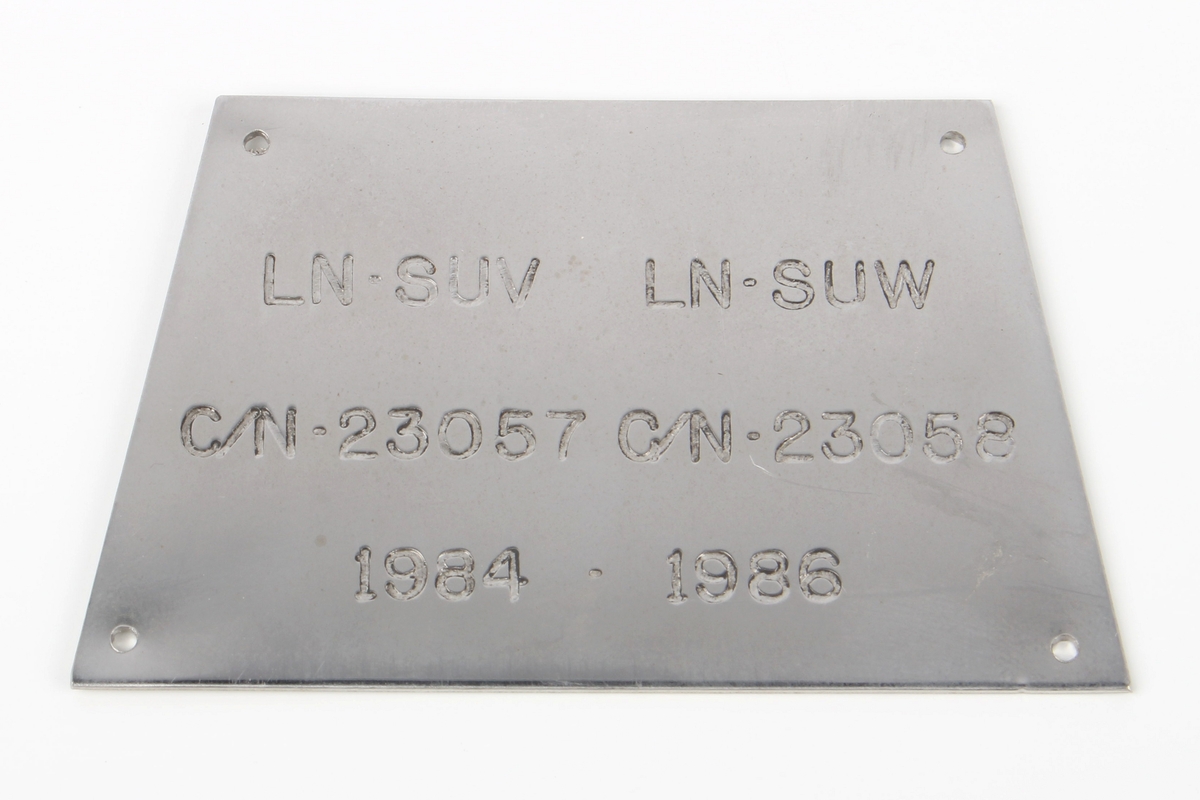 LN·SUV LN·SUW
C/N·23057 C/N·23058
1984 · 1986